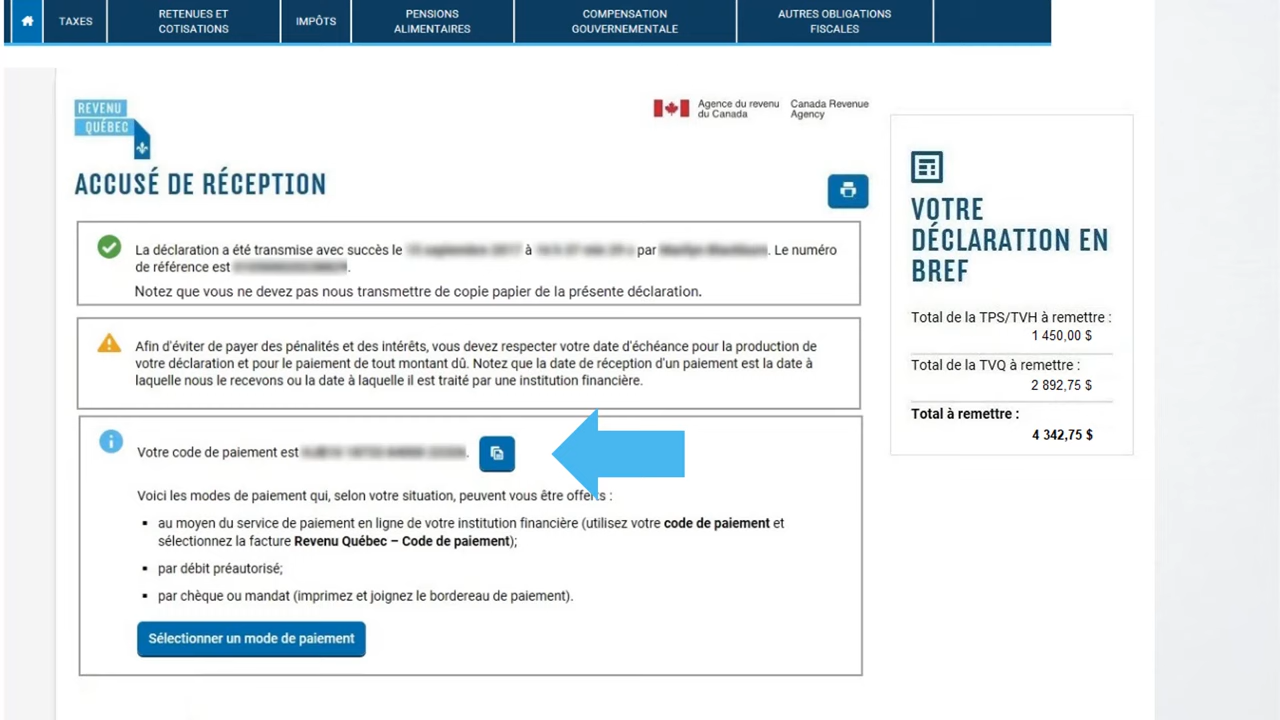 TAXES
RETENUES ET
COTISATIONS
IMPÔTS
PENSIONS
ALIMENTAIRES
COMPENSATION
GOUVERNEMENTALE
AUTRES OBLIGATIONS
FISCALES
REVENU
QUÉBEC
Agence du revenu
du Canada
Canada Revenue
Agency
ACCUSÉ DE RÉCEPTION
La déclaration a été transmise avec succès le à par . Le numéro
de référence est .
Notez que vous ne devez pas nous transmettre de copie papier de la présente déclaration.
Afin d'éviter de payer des pénalités et des intérêts, vous devez respecter votre date d'échéance pour la production de
votre déclaration et pour le paiement de tout montant dû. Notez que la date de réception d'un paiement est la date à
laquelle nous le recevons ou la date à laquelle il est traité par une institution financière.
Votre code de paiement est .
Voici les modes de paiement qui, selon votre situation, peuvent vous être offerts :
▪ au moyen du service de paiement en ligne de votre institution financière (utilisez votre code de paiement et
sélectionnez la facture Revenu Québec – Code de paiement);
▪ par débit préautorisé;
▪ par chèque ou mandat (imprimez et joignez le bordereau de paiement).
Sélectionner un mode de paiement
VOTRE
DÉCLARATION EN
BREF
Total de la TPS/TVH à remettre :
1 450,00 $
Total de la TVQ à remettre :
2 892,75 $
Total à remettre :
4 342,75 $